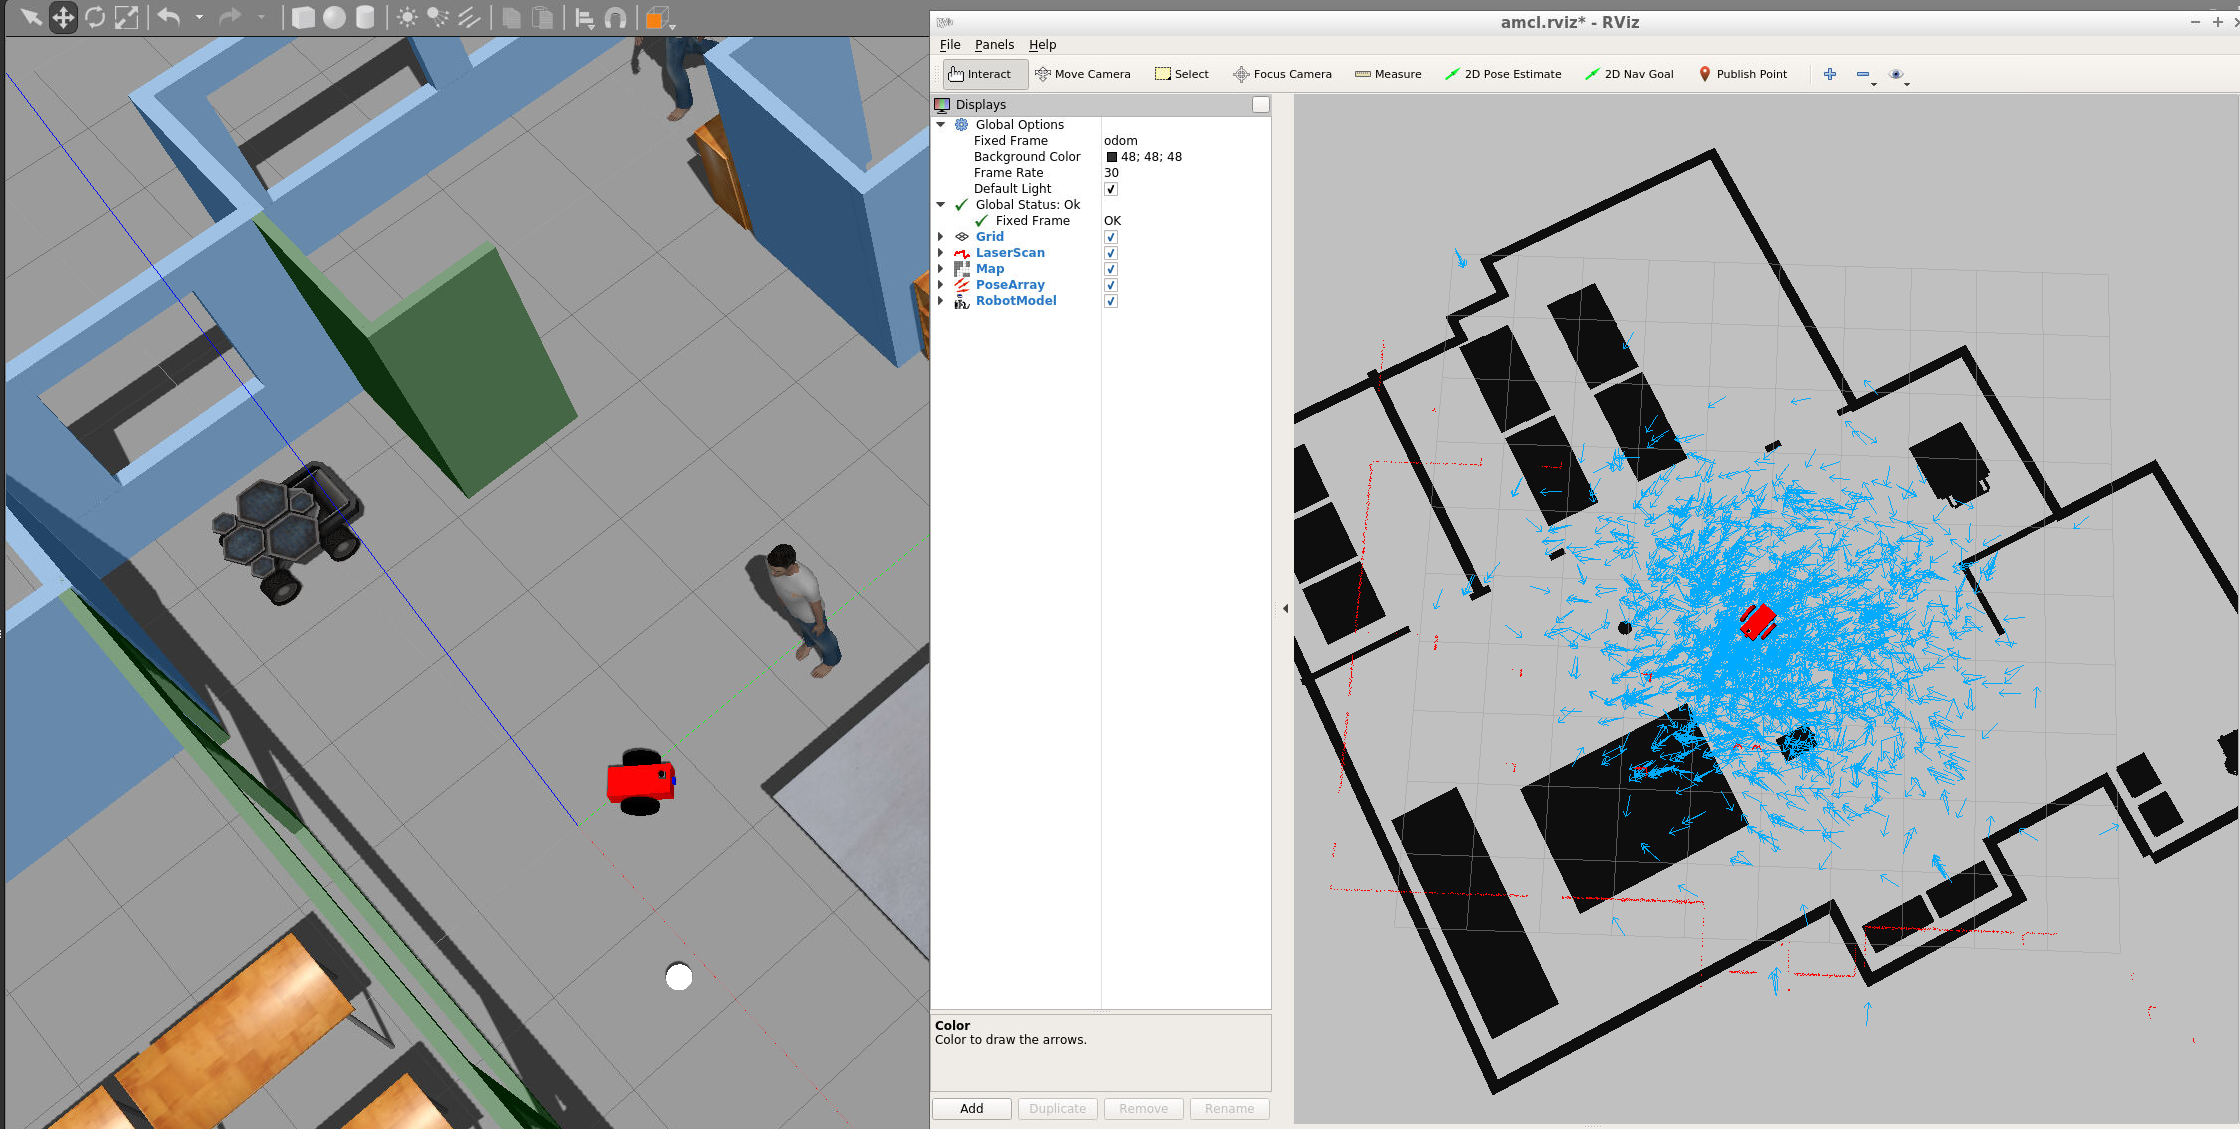 amcl.rviz* - RViz
File Panels Help
Interact Move Camera Select Focus Camera Measure 2D Pose Estimate 2D Nav Goal Publish Point
Displays
Global Options
Fixed Frame odom
Background Color 48; 48; 48
Frame Rate 30
Default Light
Global Status: Ok
Fixed Frame OK
Grid
LaserScan
Map
PoseArray
RobotModel
Color
Color to draw the arrows.
Add Duplicate Remove Rename